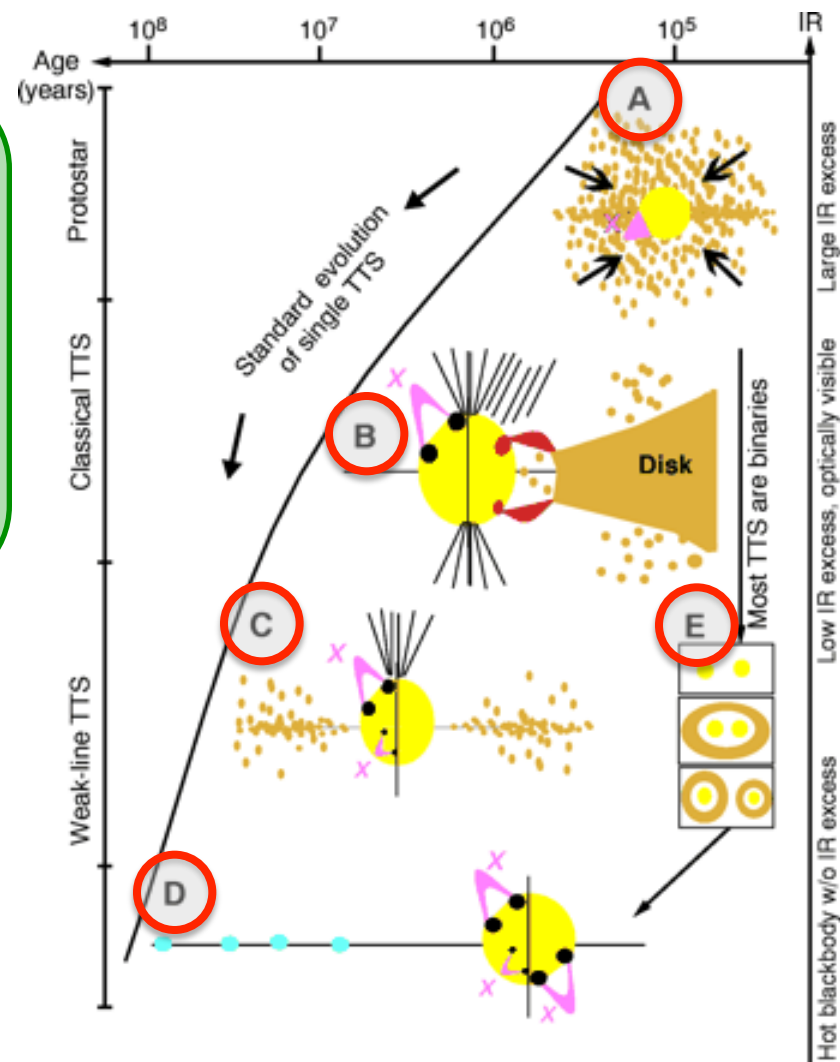 10⁸ 10⁷ 10⁶ 10⁵ IR
Age
(years)
A
Protostar
X
Large IR excess
Standard evolution
of single TTS
Classical TTS
X
B
Disk
Most TTS are binaries
Low IR excess, optically visible
C
E
X
X
Weak-line TTS
D
X
X
X
Hot blackbody w/o IR excess